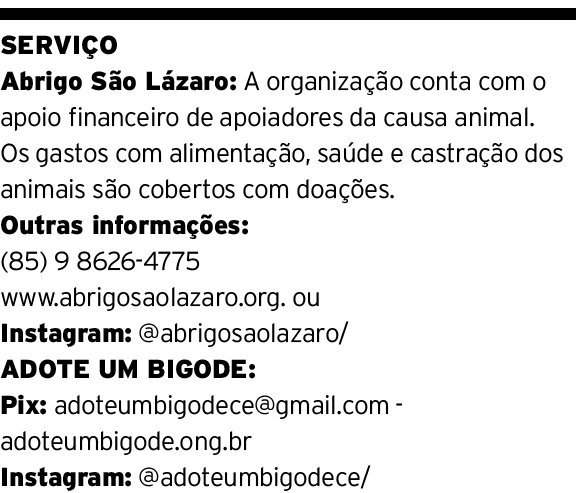 SERVIÇO
Abrigo São Lázaro: A organização conta com o
apoio financeiro de apoiadores da causa animal.
Os gastos com alimentação, saúde e castração dos
animais são cobertos com doações.
Outras informações:
(85) 9 8626-4775
www.abrigosaolazaro.org. ou
Instagram: @abrigosaolazaro/
ADOTE UM BIGODE:
Pix: adoteumbigodece@gmail.com -
adoteumbigode.ong.br
Instagram: @adoteumbigodece/